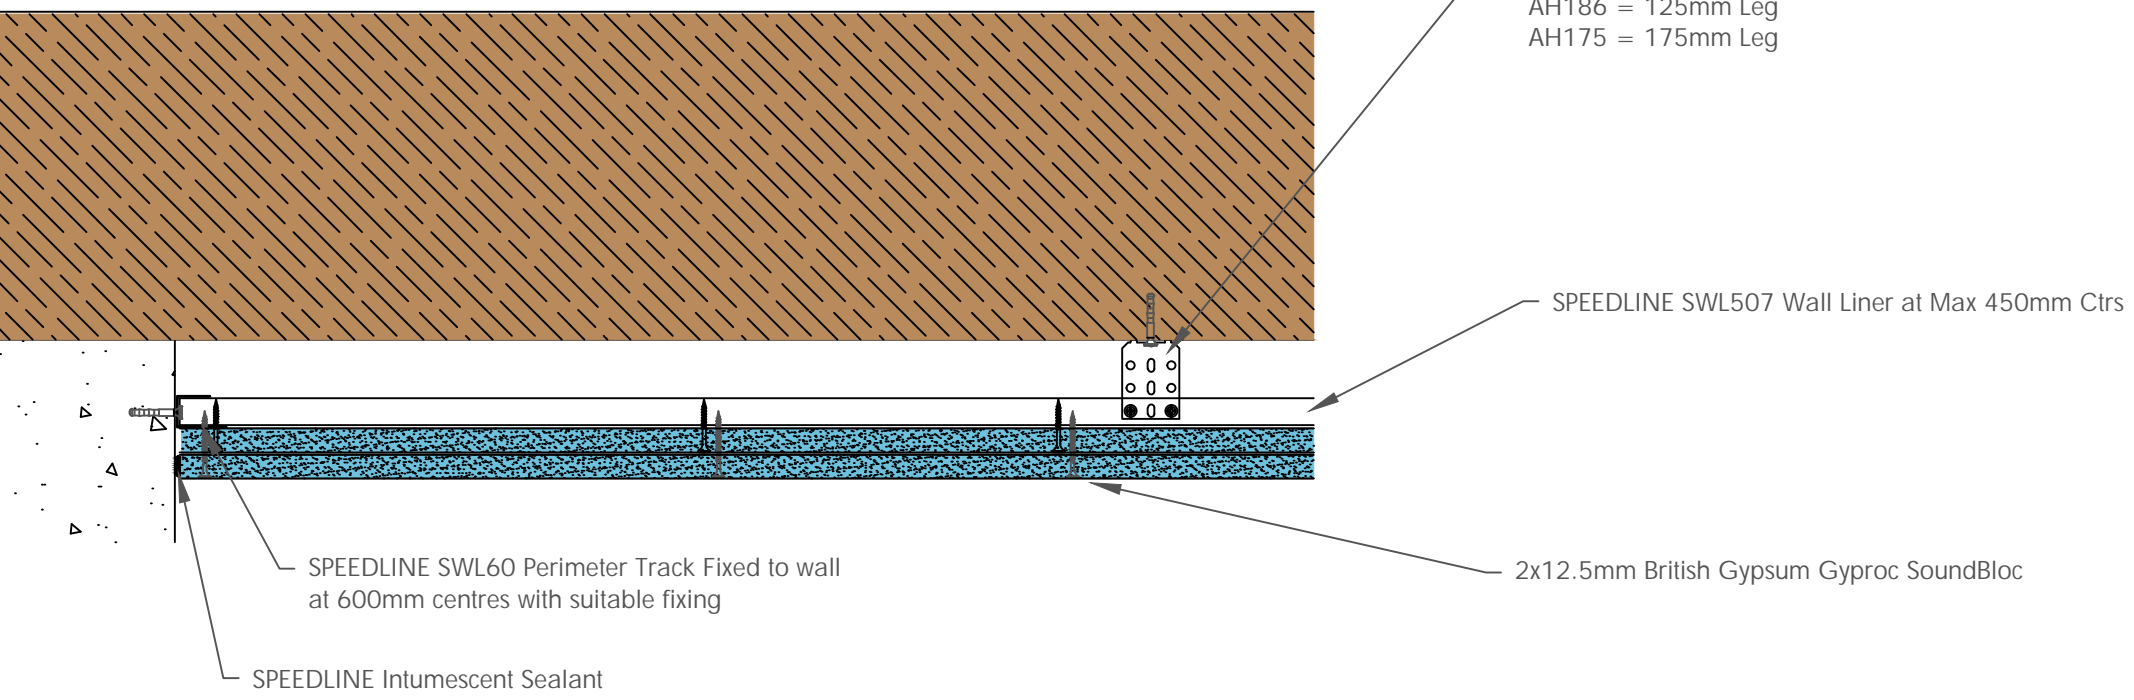 AH186 = 125mm Leg
AH175 = 175mm Leg
SPEEDLINE SWL507 Wall Liner at Max 450mm Ctrs
SPEEDLINE SWL60 Perimeter Track Fixed to wall
at 600mm centres with suitable fixing
2x12.5mm British Gypsum Gyproc SoundBloc
SPEEDLINE Intumescent Sealant